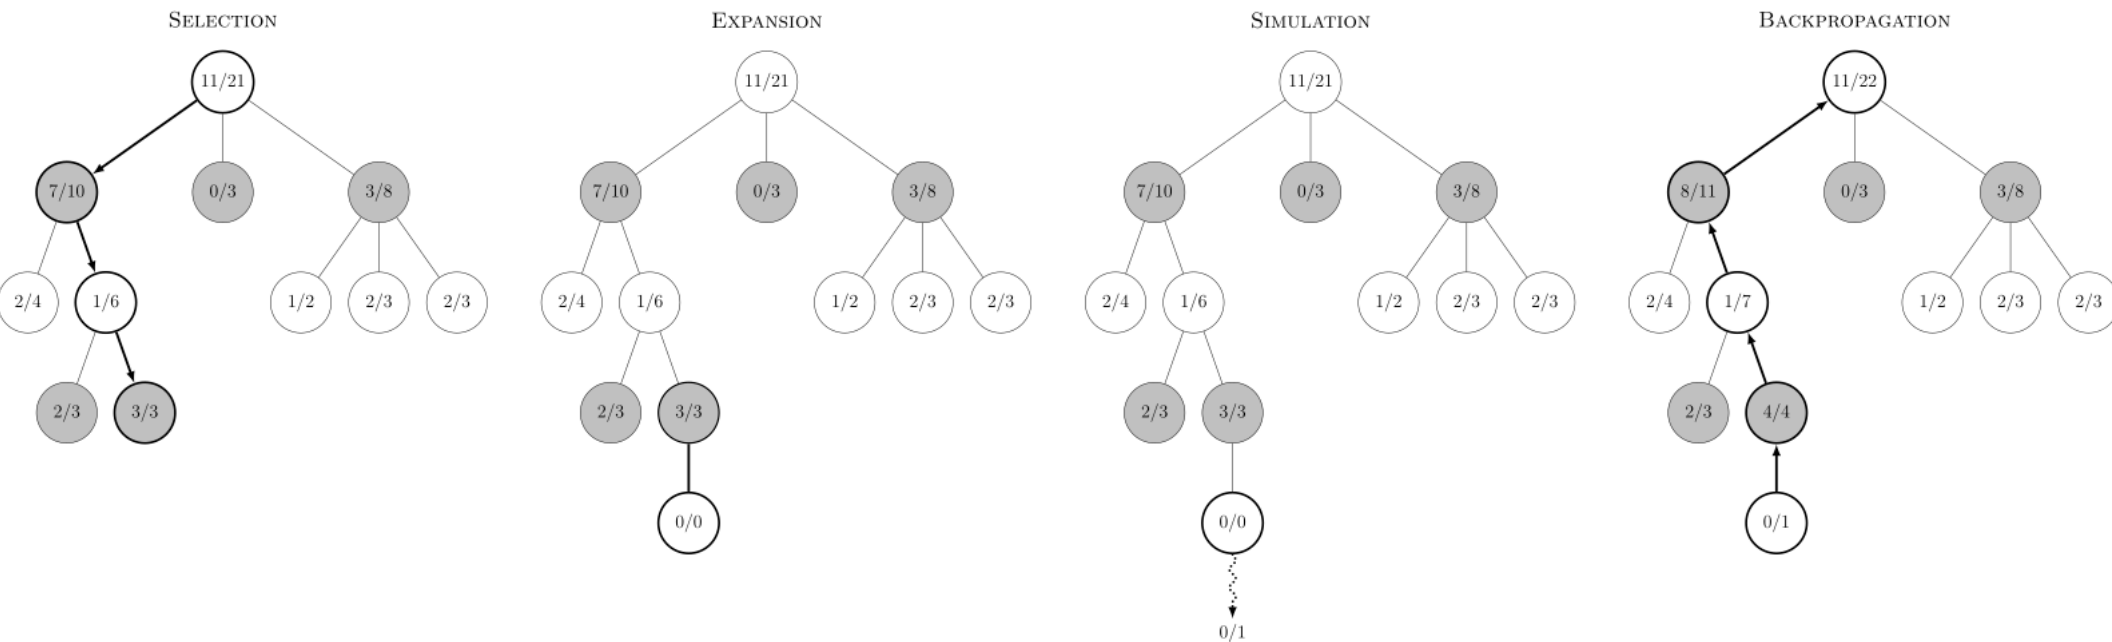 SELECTION
11/21
7/10 0/3 3/8
2/4 1/6 1/2 2/3 2/3
2/3 3/3
EXPANSION
11/21
7/10 0/3 3/8
2/4 1/6 1/2 2/3 2/3
2/3 3/3
0/0
SIMULATION
11/21
7/10 0/3 3/8
2/4 1/6 1/2 2/3 2/3
2/3 3/3
0/0
0/1
BACKPROPAGATION
11/22
8/11 0/3 3/8
2/4 1/7 1/2 2/3 2/3
2/3 4/4
0/1